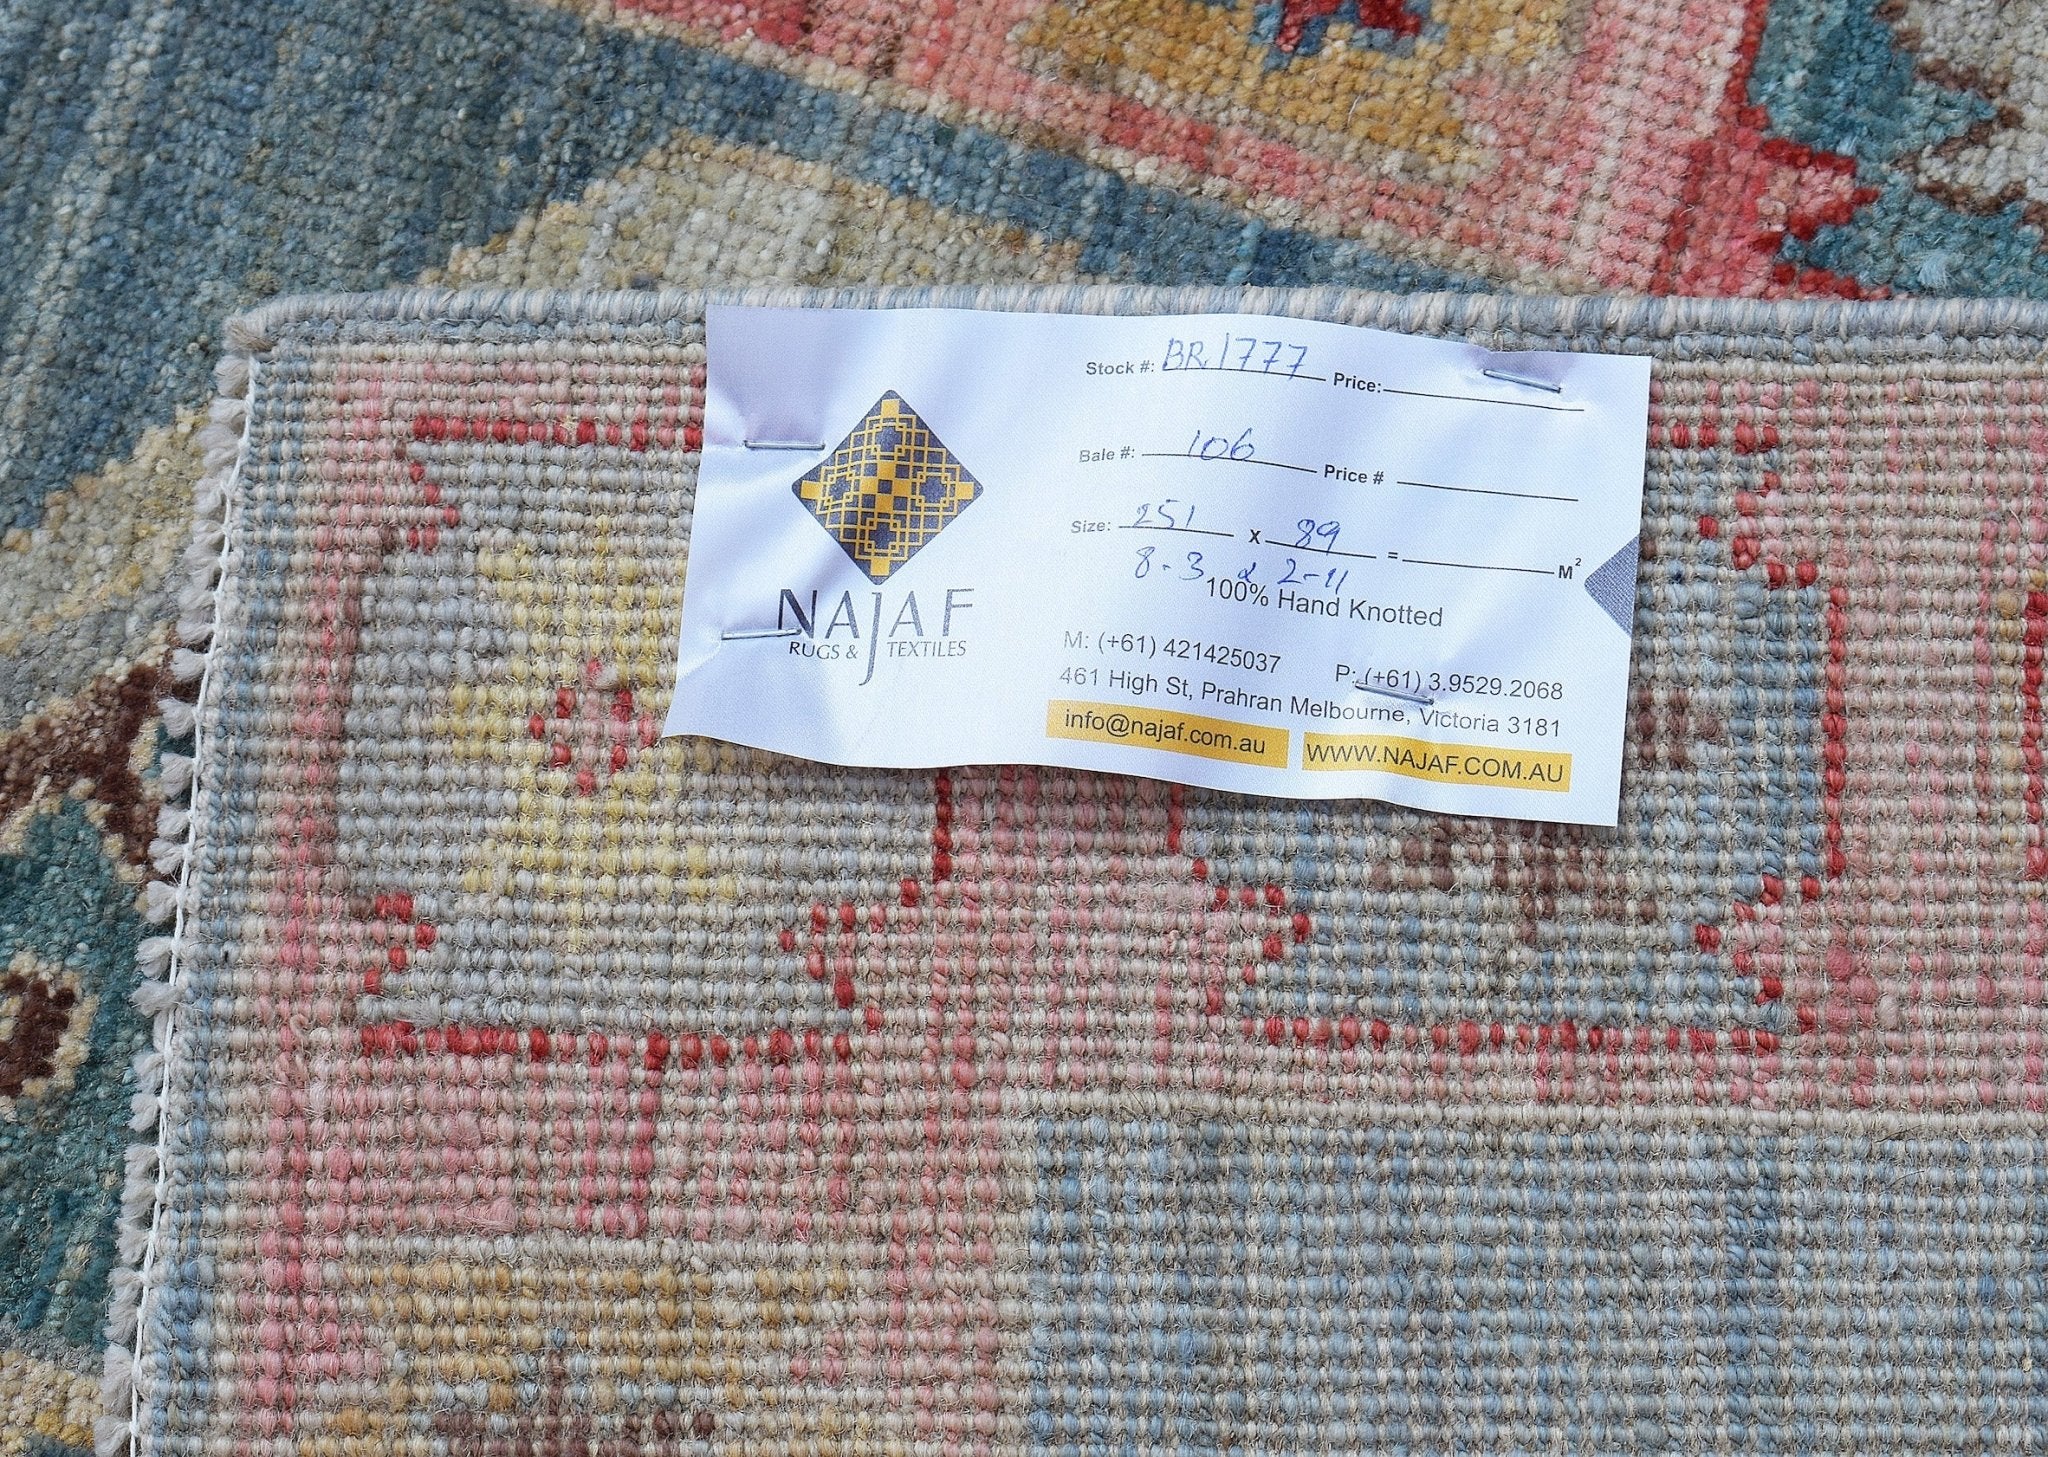 Stock #: BR.1777 Price:
Bale #: 106 Price #
Size: 251 x 89 = M²
8-3 x 2-11
100% Hand Knotted
NAJAF
RUGS & TEXTILES
M: (+61) 421425037 P: (+61) 3.9529.2068
461 High St, Prahran Melbourne, Victoria 3181
info@najaf.com.au WWW.NAJAF.COM.AU